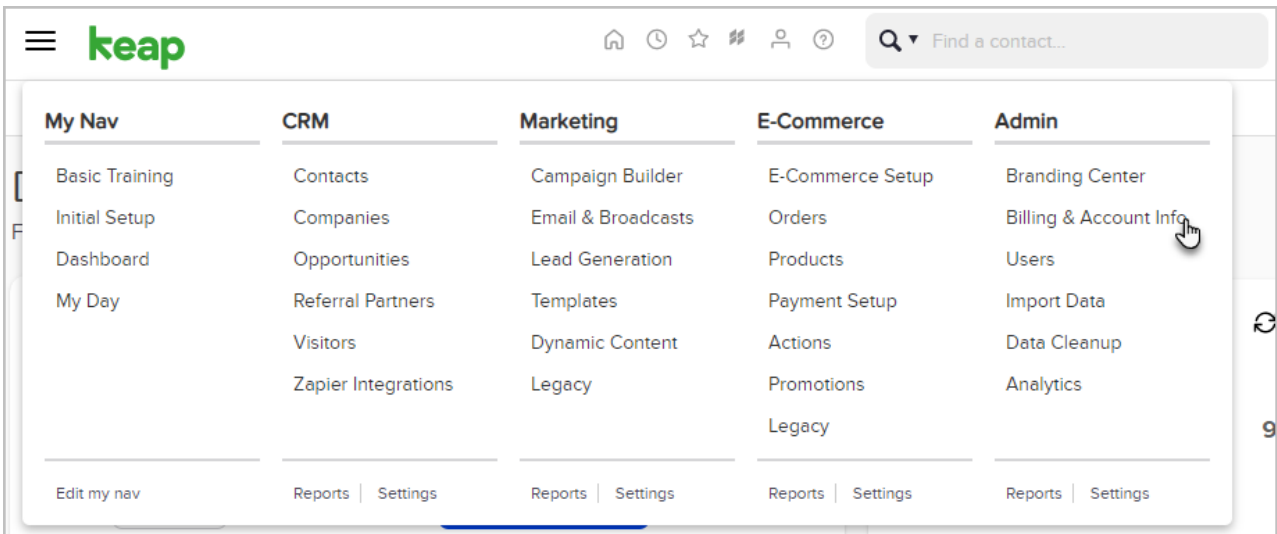 keap
Find a contact...
My Nav
Basic Training
Initial Setup
Dashboard
My Day
Edit my nav
CRM
Contacts
Companies
Opportunities
Referral Partners
Visitors
Zapier Integrations
Reports | Settings
Marketing
Campaign Builder
Email & Broadcasts
Lead Generation
Templates
Dynamic Content
Legacy
Reports | Settings
E-Commerce
E-Commerce Setup
Orders
Products
Payment Setup
Actions
Promotions
Legacy
Reports | Settings
Admin
Branding Center
Billing & Account Info
Users
Import Data
Data Cleanup
Analytics
Reports | Settings
9